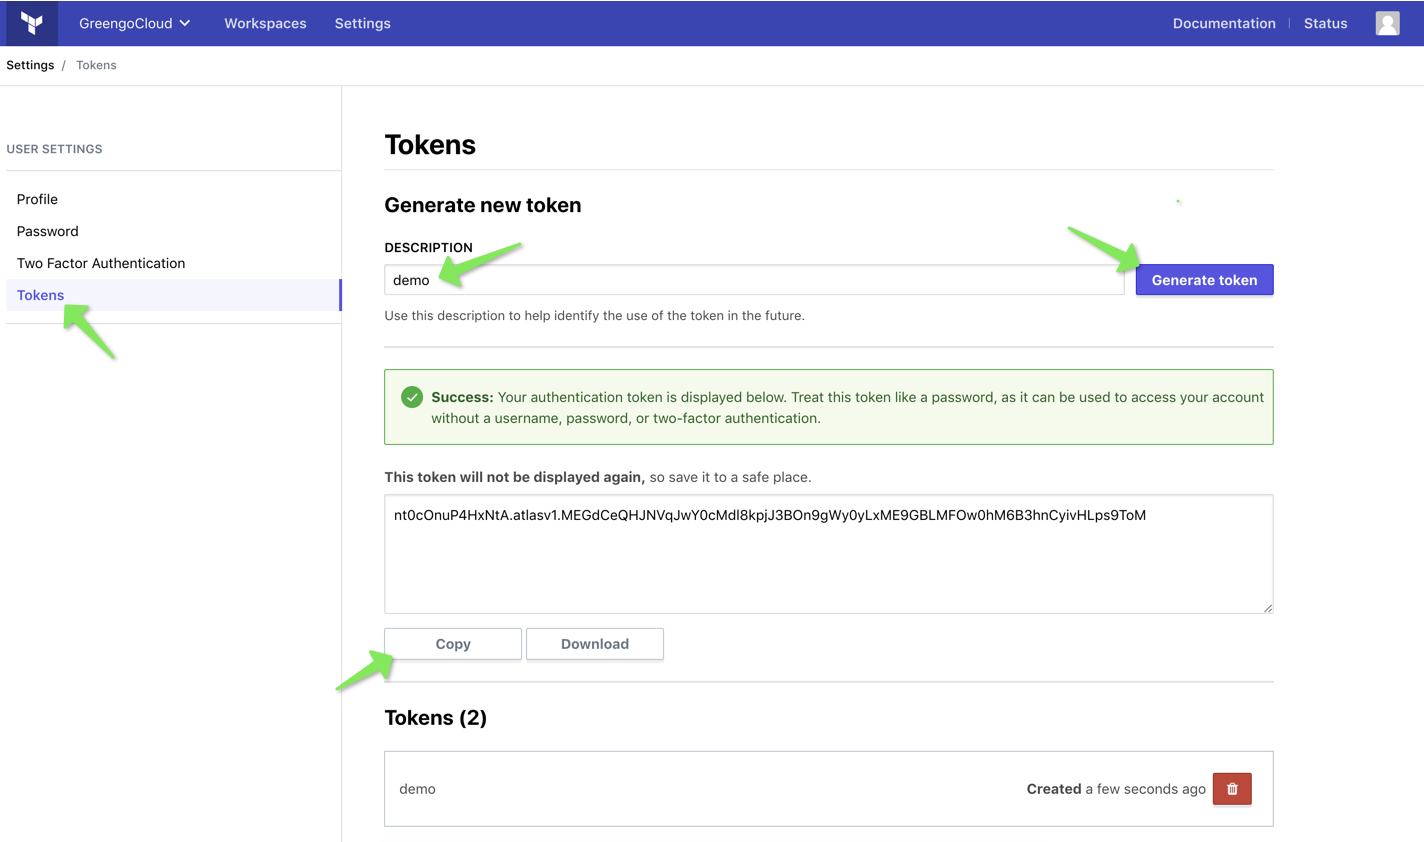 GreengoCloud Workspaces Settings Documentation Status
Settings / Tokens
USER SETTINGS
Profile
Password
Two Factor Authentication
Tokens
Tokens
Generate new token
DESCRIPTION
demo
Generate token
Use this description to help identify the use of the token in the future.
Success: Your authentication token is displayed below. Treat this token like a password, as it can be used to access your account
without a username, password, or two-factor authentication.
This token will not be displayed again, so save it to a safe place.
nt0cOnuP4HxNtA.atlasv1.MEGdCeQHJNVqJwY0cMdl8kpjJ3BOn9gWy0yLxME9GBLMFOw0hM6B3hnCyivHLps9ToM
Copy Download
Tokens (2)
demo Created a few seconds ago